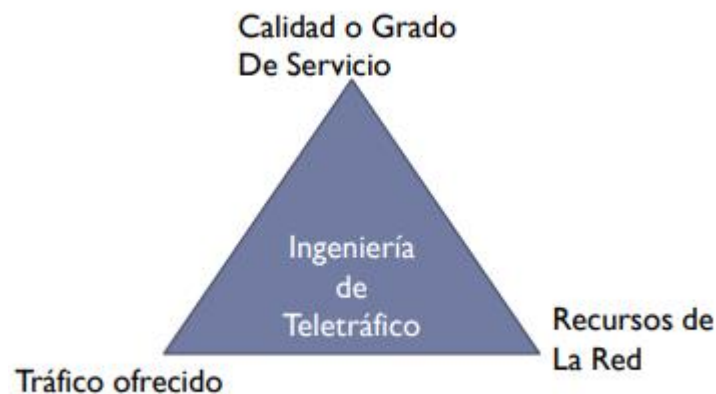 Calidad o Grado
De Servicio
Ingeniería
de
Teletráfico
Recursos de
La Red
Tráfico ofrecido